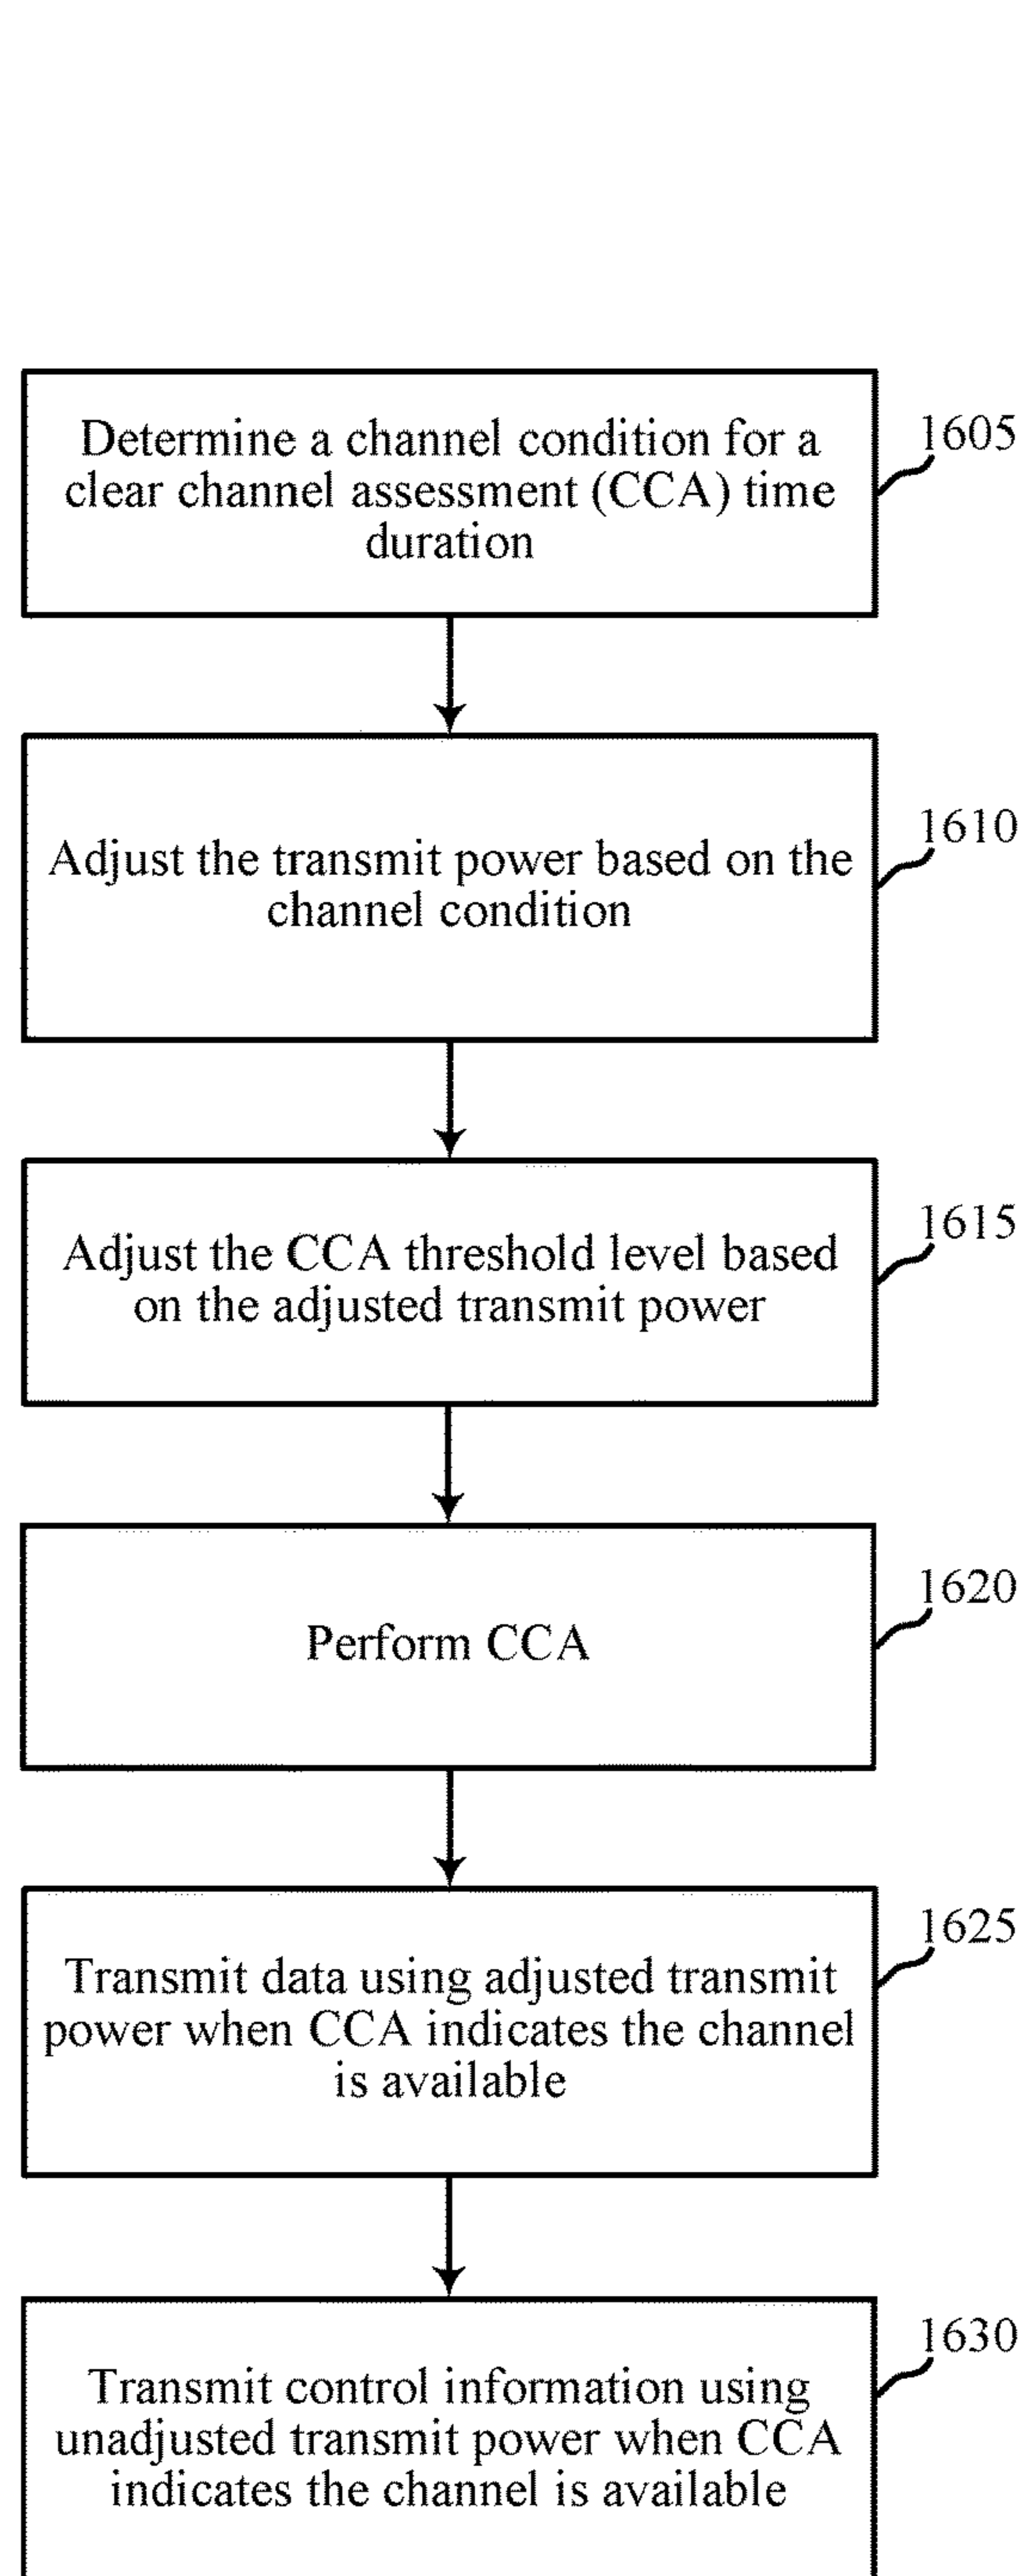 Determine a channel condition for a
clear channel assessment (CCA) time
duration
1605
Adjust the transmit power based on the
channel condition
1610
Adjust the CCA threshold level based
on the adjusted transmit power
1615
Perform CCA
1620
Transmit data using adjusted transmit
power when CCA indicates the channel
is available
1625
Transmit control information using
unadjusted transmit power when CCA
indicates the channel is available
1630